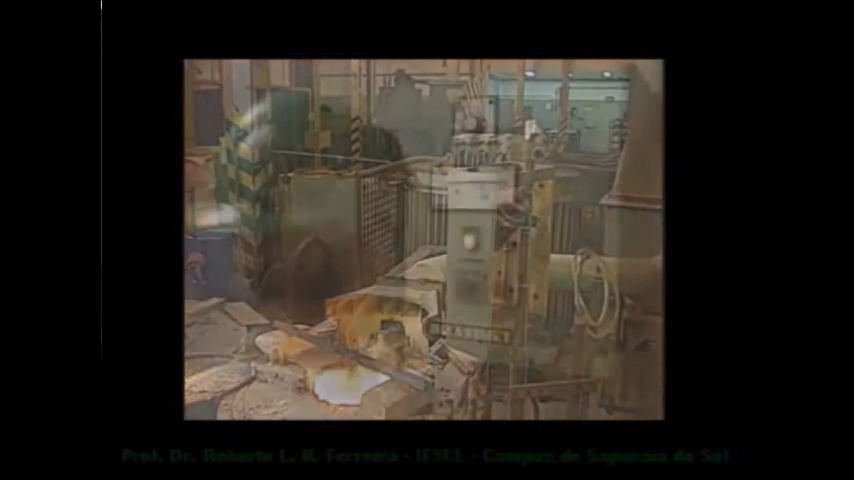 Prof. Dr. Roberto L. R. Ferreira - IFSUL - Campus de Sapucaia do Sul